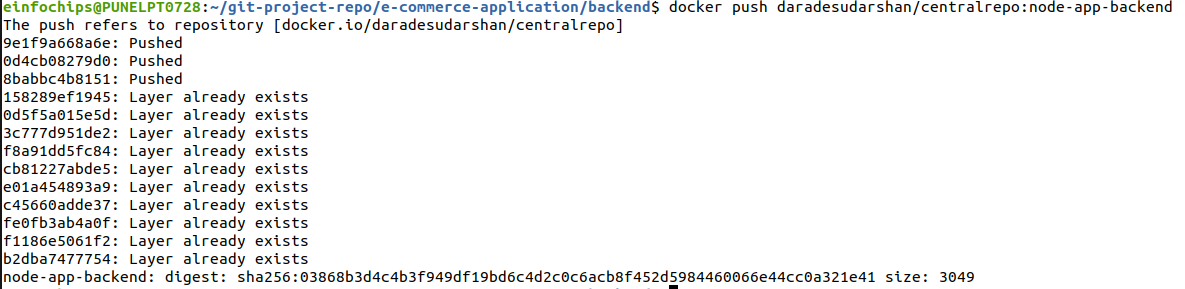 einfochips@PUNELPT0728:~/git-project-repo/e-commerce-application/backend$ docker push daradesudarshan/centralrepo:node-app-backend
The push refers to repository [docker.io/daradesudarshan/centralrepo]
9e1f9a668a6e: Pushed
0d4cb08279d0: Pushed
8babbc4b8151: Pushed
158289ef1945: Layer already exists
0d5f5a015e5d: Layer already exists
3c777d951de2: Layer already exists
f8a91dd5fc84: Layer already exists
cb81227abde5: Layer already exists
e01a454893a9: Layer already exists
c45660adde37: Layer already exists
fe0fb3ab4a0f: Layer already exists
f1186e5061f2: Layer already exists
b2dba7477754: Layer already exists
node-app-backend: digest: sha256:03868b3d4c4b3f949df19bd6c4d2c0c6acb8f452d5984460066e44cc0a321e41 size: 3049